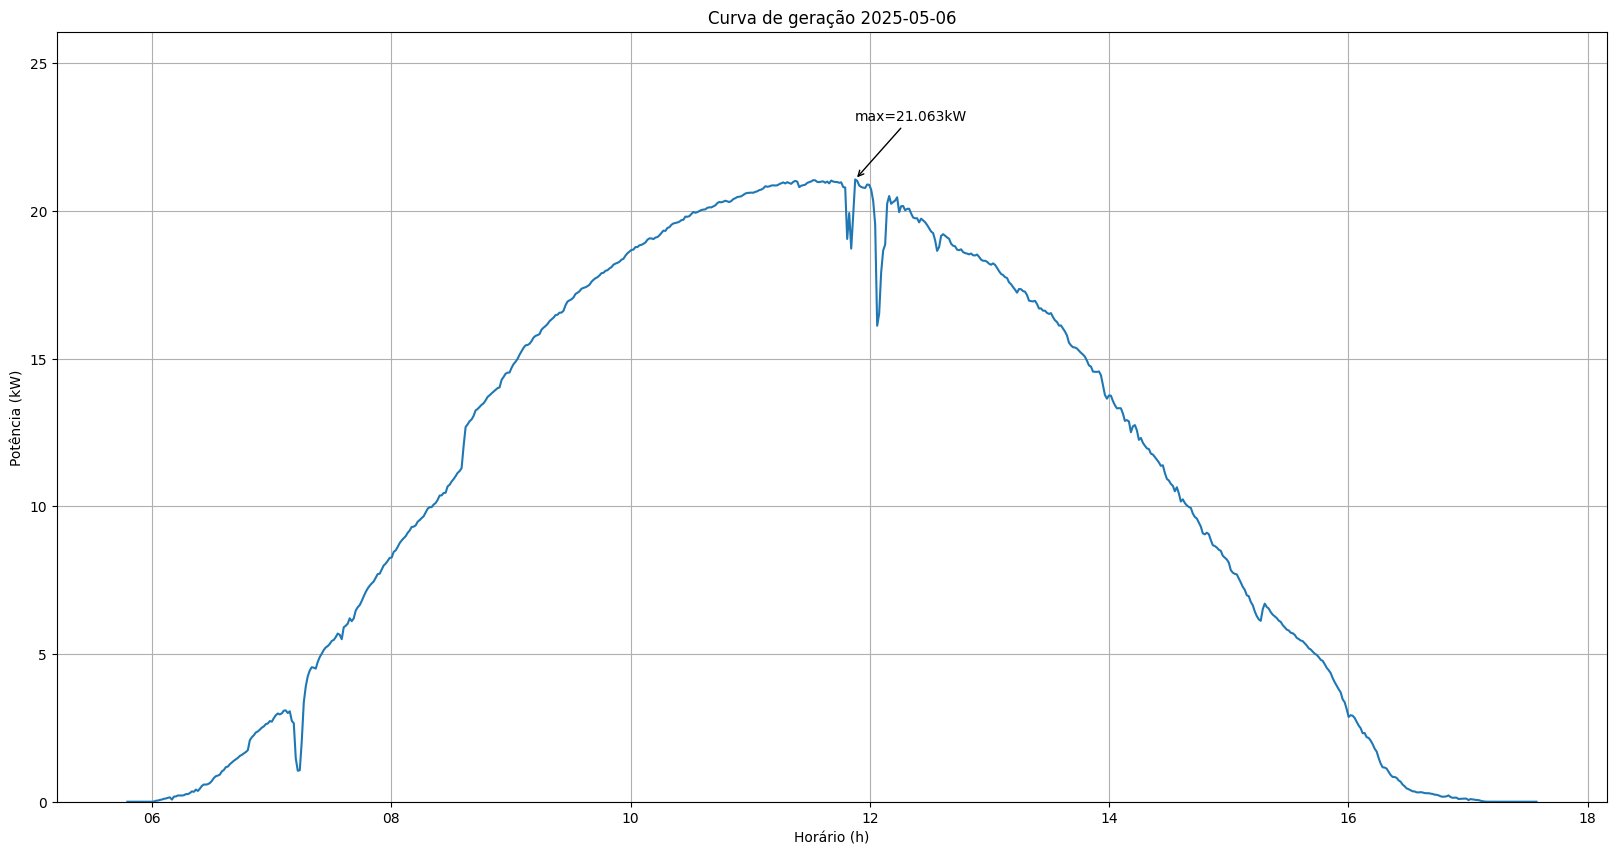 Curva de geração 2025-05-06
25
max=21.063kW
20
15
Potência (kW)
10
5
0
06 08 10 12 14 16 18
Horário (h)